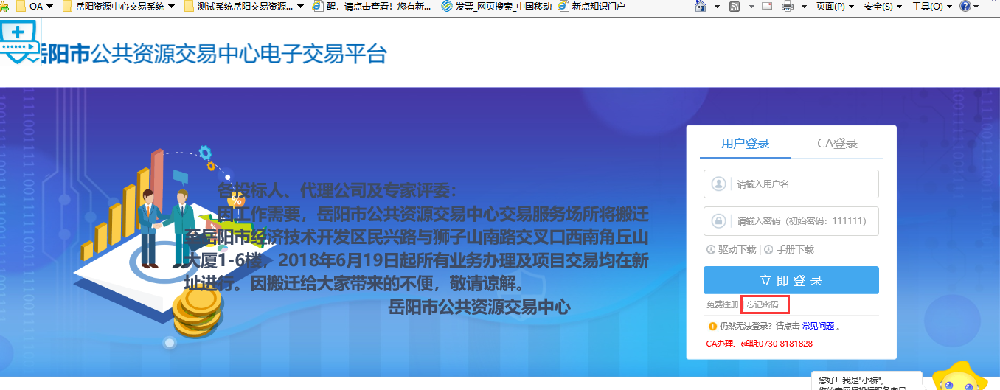 OA 岳阳资源中心交易系统 测试系统岳阳交易资源... 醒，请点击查看！您有新... 发票_网页搜索_中国移动 新点知识门户 页面(P) 安全(S) 工具(O)
岳阳市公共资源交易中心电子交易平台
各投标人、代理公司及专家评委：
因工作需要，岳阳市公共资源交易中心交易服务场所将搬迁
至岳阳市经济技术开发区民兴路与狮子山南路交叉口西南角丘山
大厦1-6楼，2018年6月19日起所有业务办理及项目交易均在新
址进行。因搬迁给大家带来的不便，敬请谅解。
岳阳市公共资源交易中心
用户登录 CA登录
请输入用户名
请输入密码（初始密码：111111）
驱动下载 | 手册下载
立即登录
免费注册 | 忘记密码
仍然无法登录？请点击 常见问题 。
CA办理、延期:0730 8181828
您好！我是"小桥"，